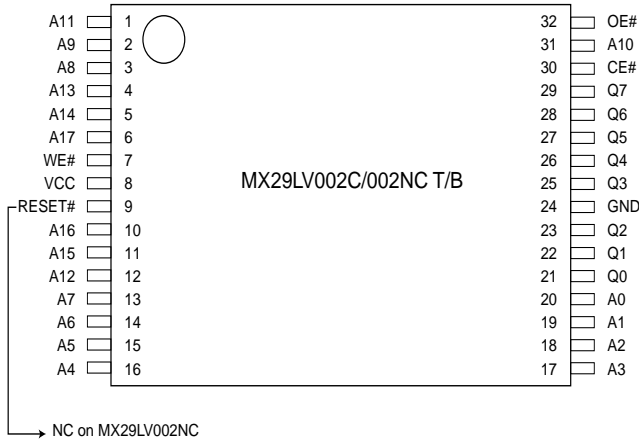 A11 1 32 OE#
A9 2 31 A10
A8 3 30 CE#
A13 4 29 Q7
A14 5 28 Q6
A17 6 27 Q5
WE# 7 26 Q4
VCC 8 MX29LV002C/002NC T/B 25 Q3
RESET# 9 24 GND
A16 10 23 Q2
A15 11 22 Q1
A12 12 21 Q0
A7 13 20 A0
A6 14 19 A1
A5 15 18 A2
A4 16 17 A3
NC on MX29LV002NC